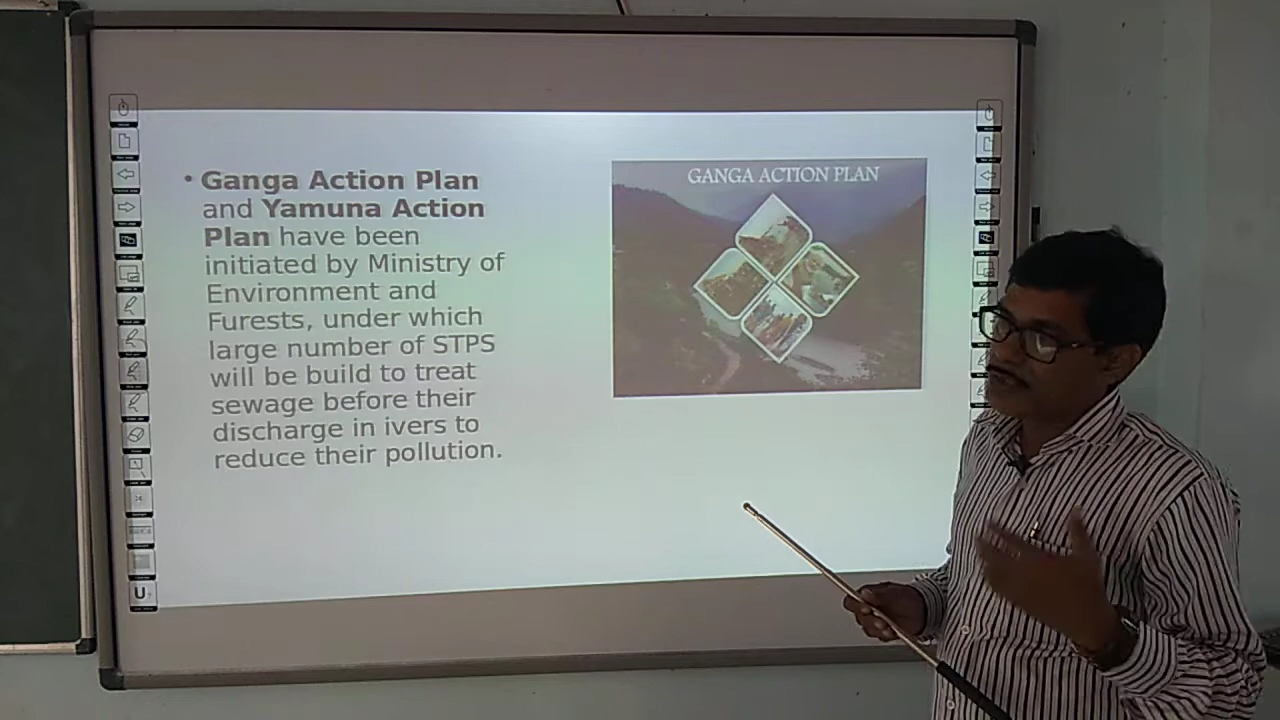 • Ganga Action Plan
and Yamuna Action
Plan have been
initiated by Ministry of
Environment and
Furests, under which
large number of STPS
will be build to treat
sewage before their
discharge in ivers to
reduce their pollution.
GANGA ACTION PLAN